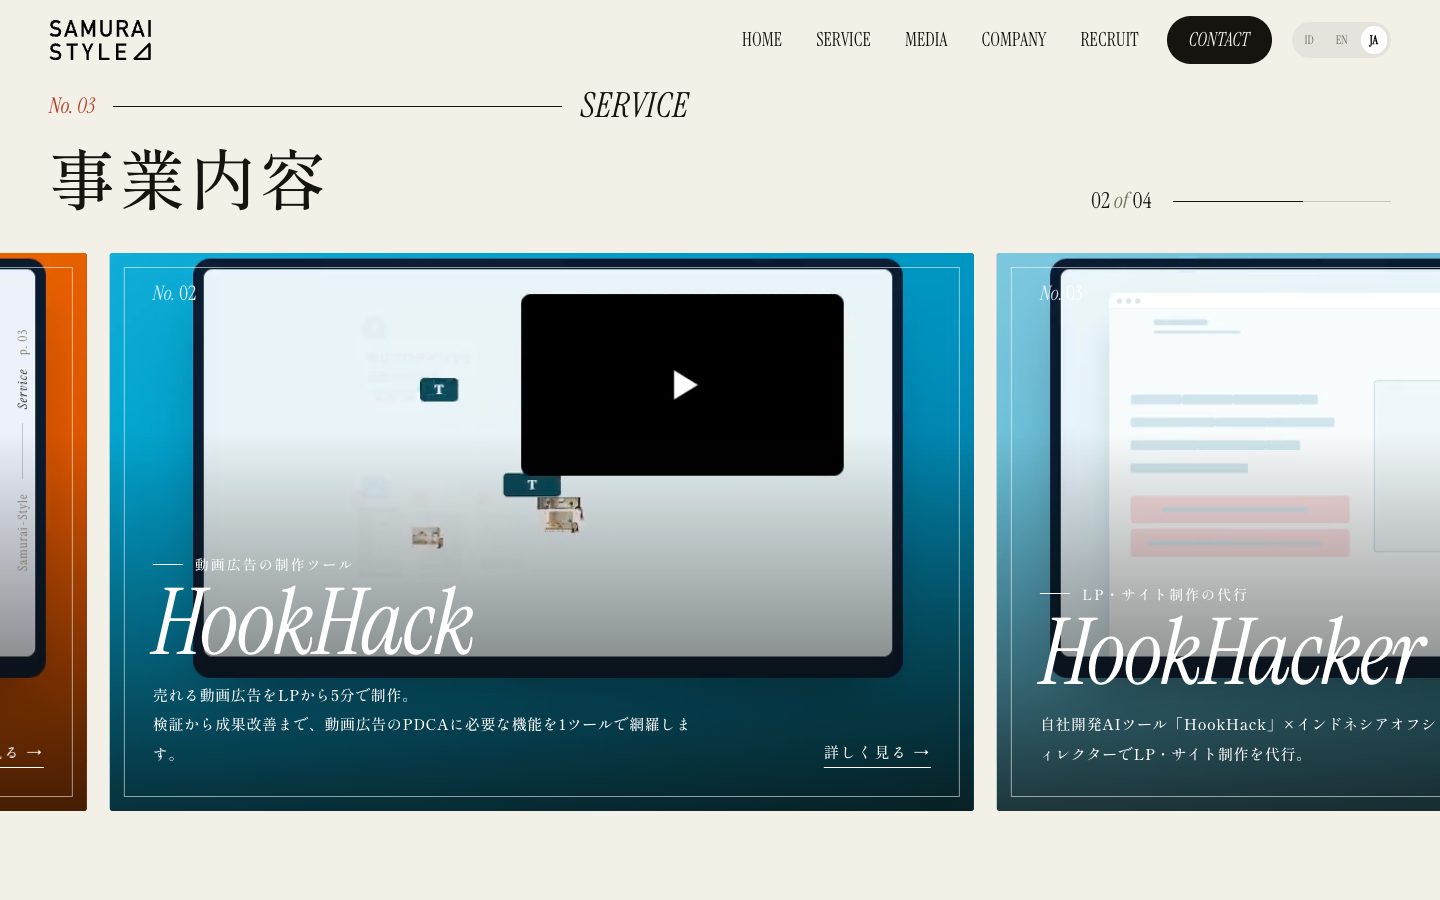 SAMURAI
STYLE
HOME SERVICE MEDIA COMPANY RECRUIT CONTACT ID EN JA
No. 03 SERVICE
事業内容
02 of 04
Samurai-Style Service p. 03
る →
No. 02
T
T
動画広告の制作ツール
HookHack
売れる動画広告をLPから5分で制作。
検証から成果改善まで、動画広告のPDCAに必要な機能を1ツールで網羅しま
す。
詳しく見る →
No. 03
LP・サイト制作の代行
HookHacker
自社開発AIツール「HookHack」×インドネシアオフシ
ィレクターでLP・サイト制作を代行。